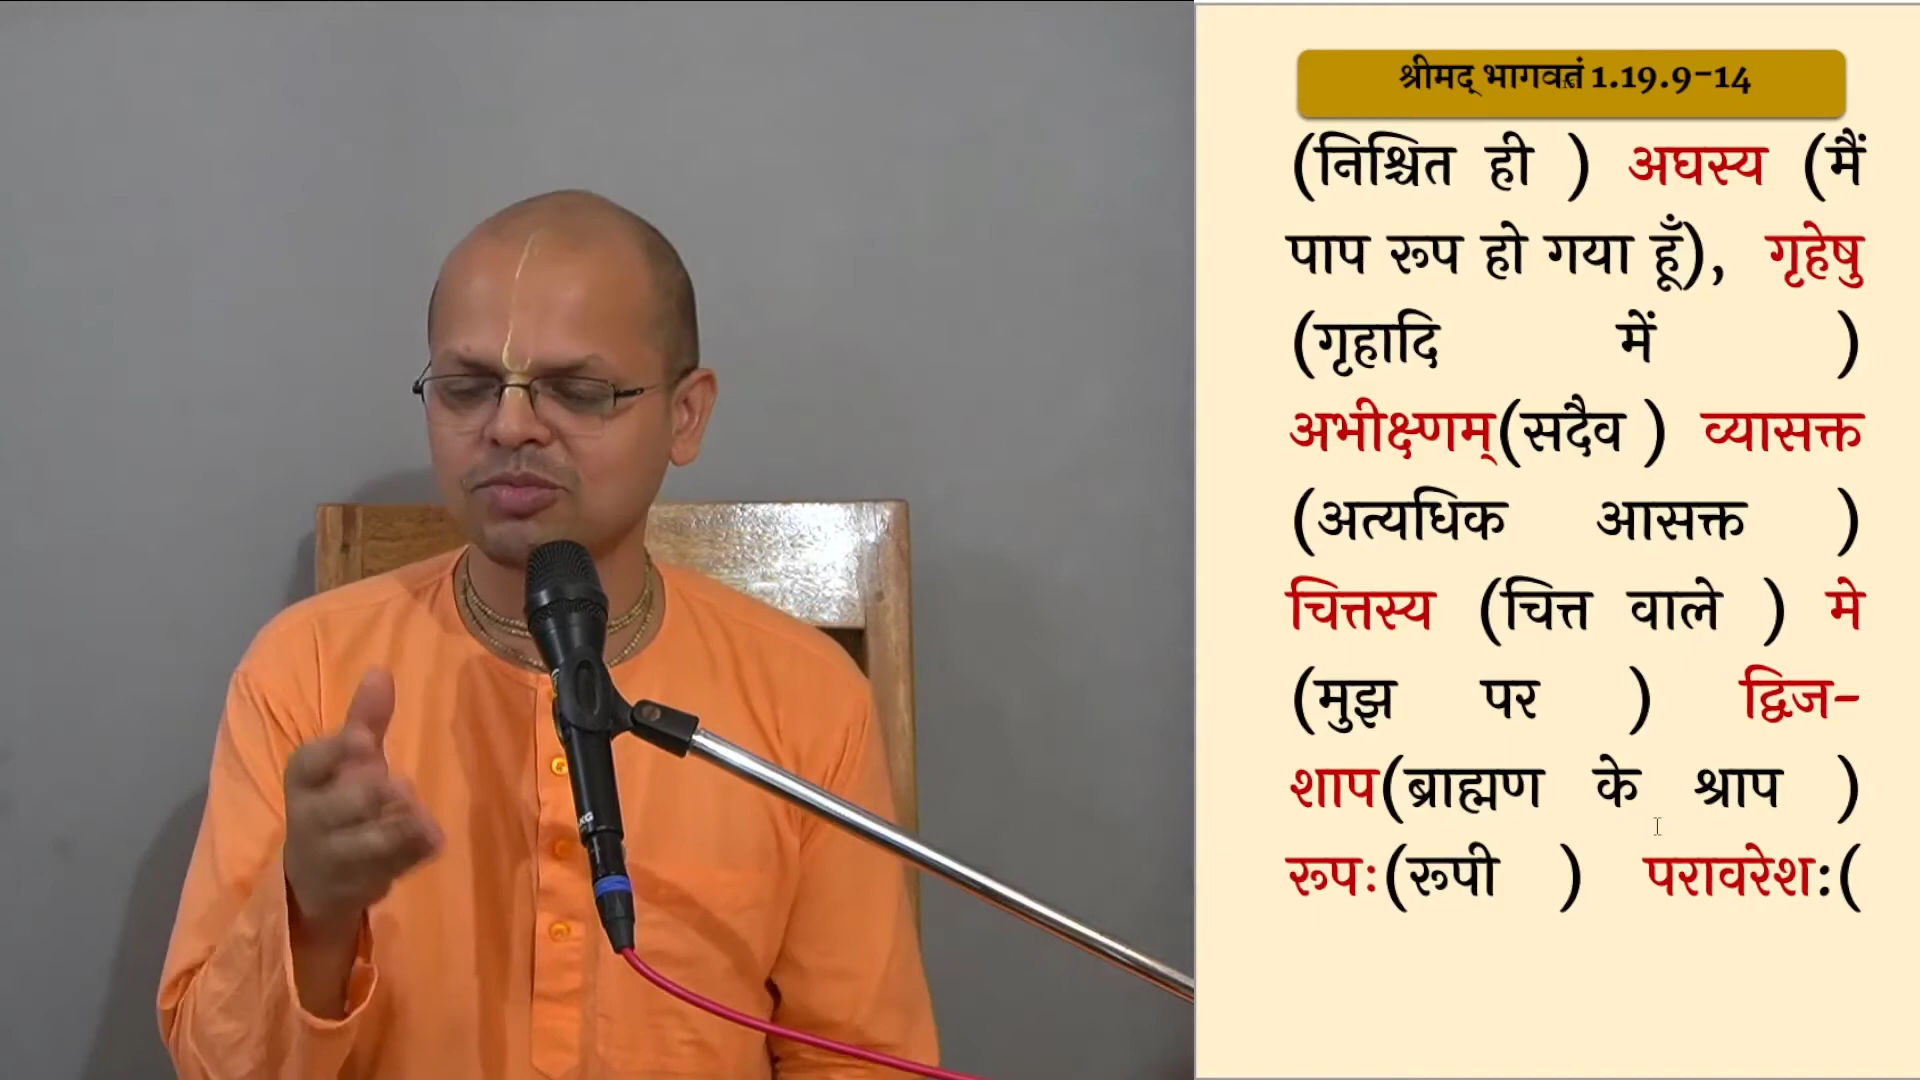 श्रीमद् भागवतं 1.19.9-14
(निश्चित ही ) अघस्य (मैं
पाप रूप हो गया हूँ), गृहेषु
(गृहादि में )
अभीक्ष्णम्(सदैव ) व्यासक्त
(अत्यधिक आसक्त )
चित्तस्य (चित्त वाले ) मे
(मुझ पर ) द्विज-
शाप(ब्राह्मण के श्राप )
रूपः(रूपी ) परावरेश:(